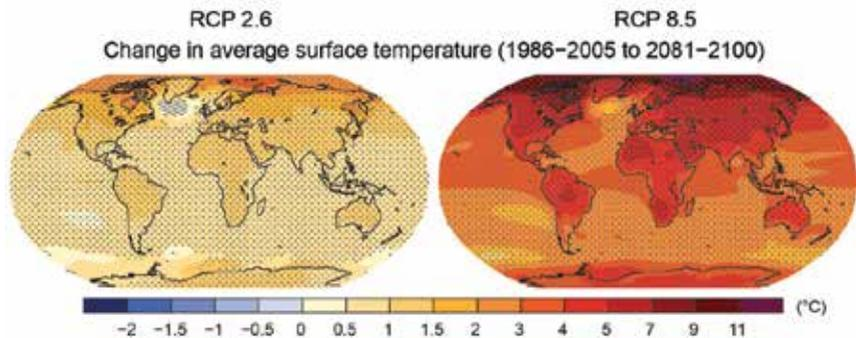 RCP 2.6 RCP 8.5
Change in average surface temperature (1986−2005 to 2081−2100)
(°C)
−2 −1.5 −1 −0.5 0 0.5 1 1.5 2 3 4 5 7 9 11